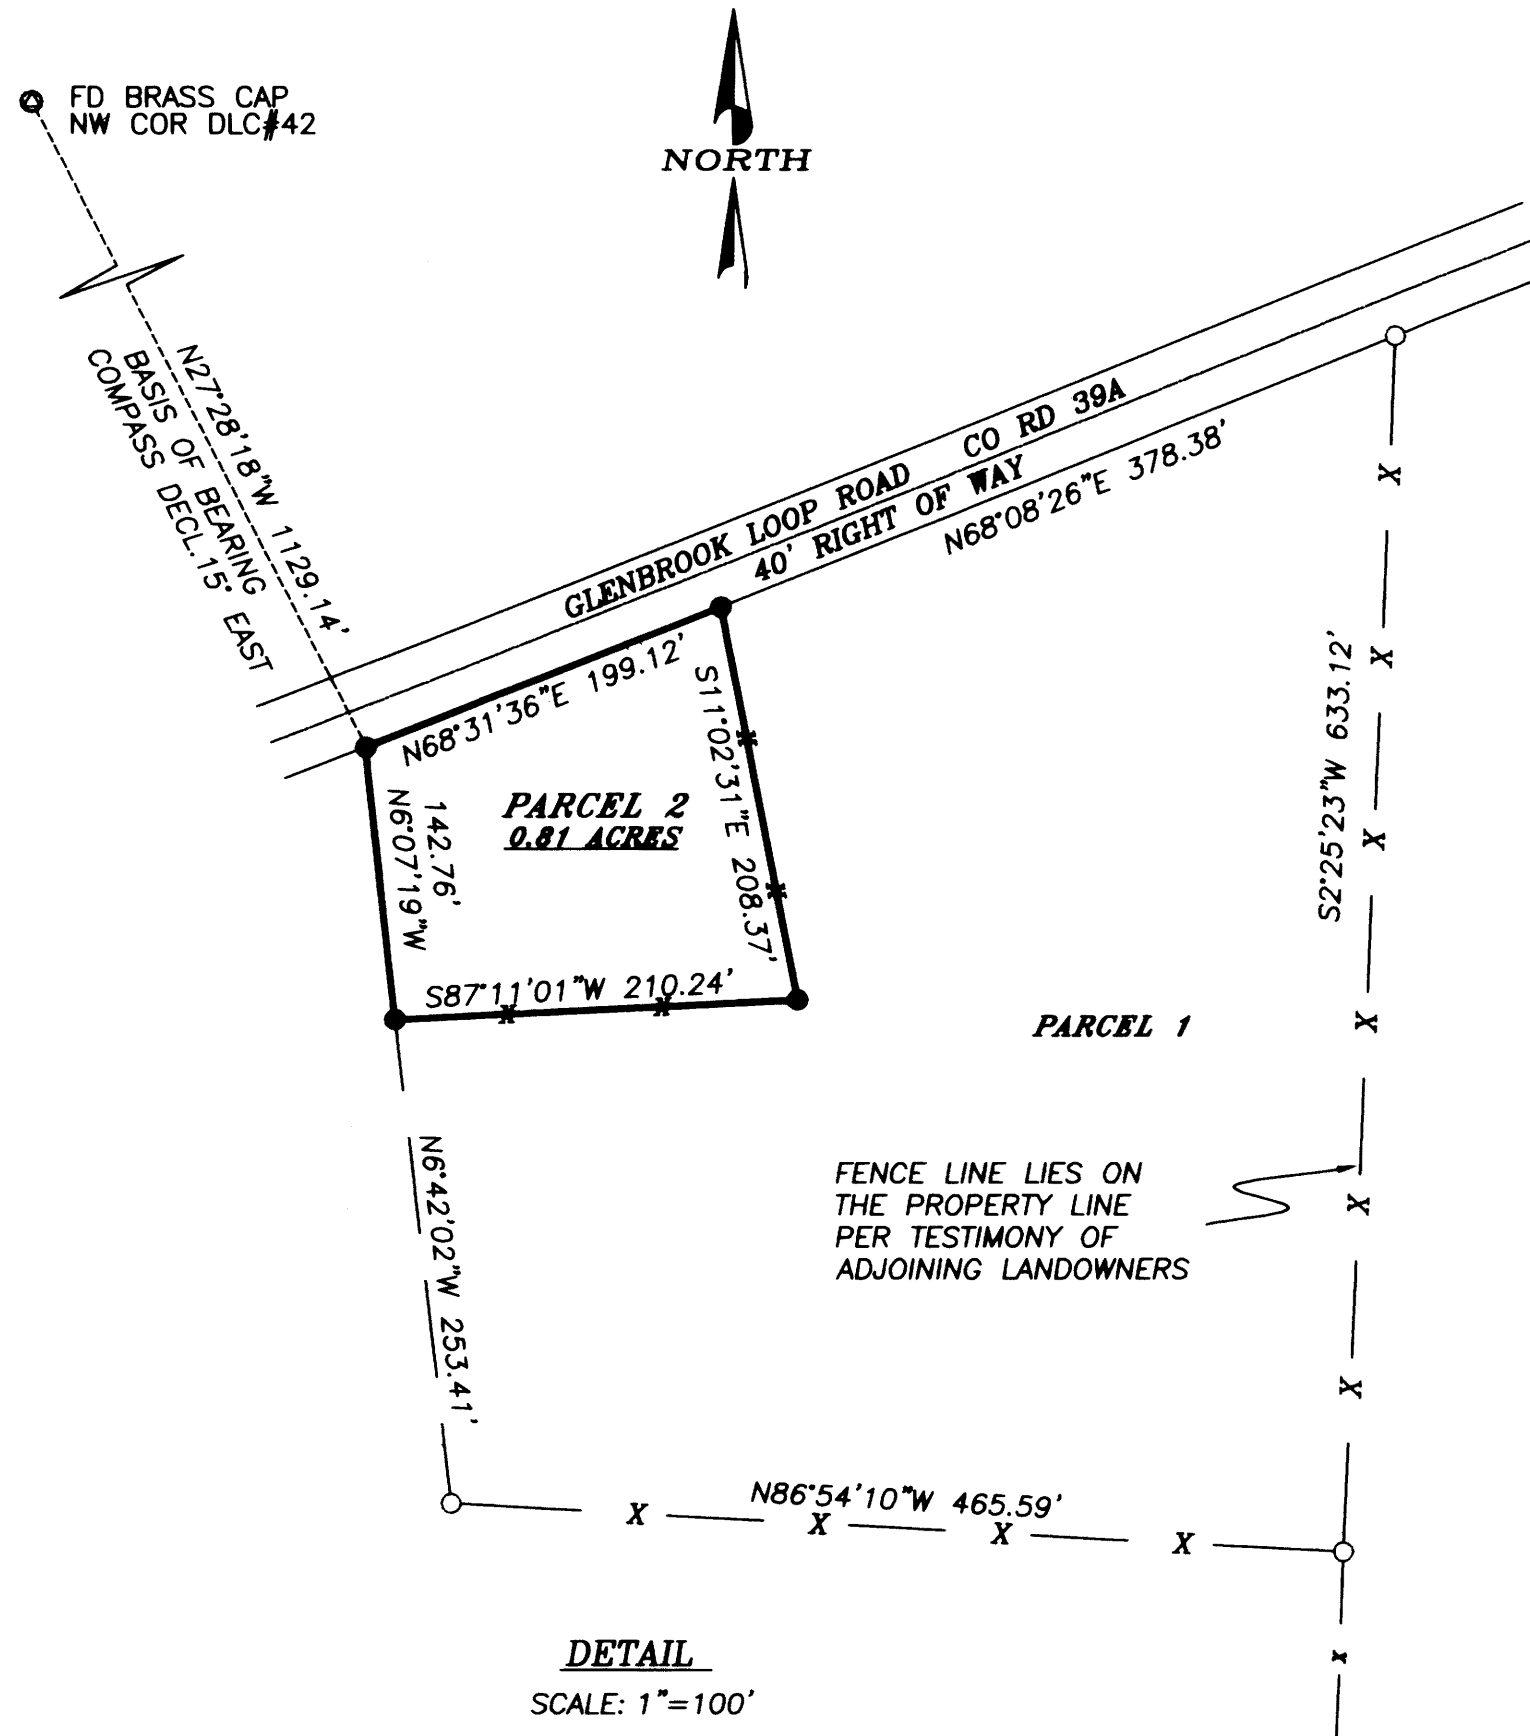 FD BRASS CAP
NW COR DLC#42
NORTH
N27°28'18"W 1129.14'
BASIS OF BEARING
COMPASS DECL.15° EAST
GLENBROOK LOOP ROAD CO RD 39A
40' RIGHT OF WAY
N68°08'26"E 378.38'
N68°31'36"E 199.12'
S11°02'31"E 208.37'
PARCEL 2
0.81 ACRES
142.76'
N6°07'19"W
S87°11'01"W 210.24'
S2°25'23"W 633.12'
PARCEL 1
FENCE LINE LIES ON
THE PROPERTY LINE
PER TESTIMONY OF
ADJOINING LANDOWNERS
N6°42'02"W 253.41'
N86°54'10"W 465.59'
DETAIL
SCALE: 1"=100'